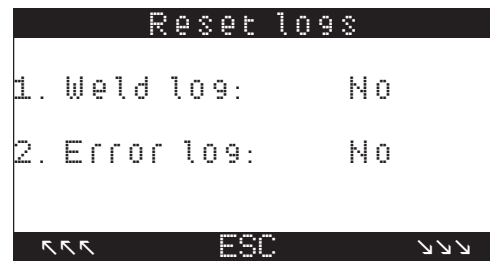 Reset logs
1. Weld log: No
2. Error log: No
↖↖↖ ESC ↘↘↘